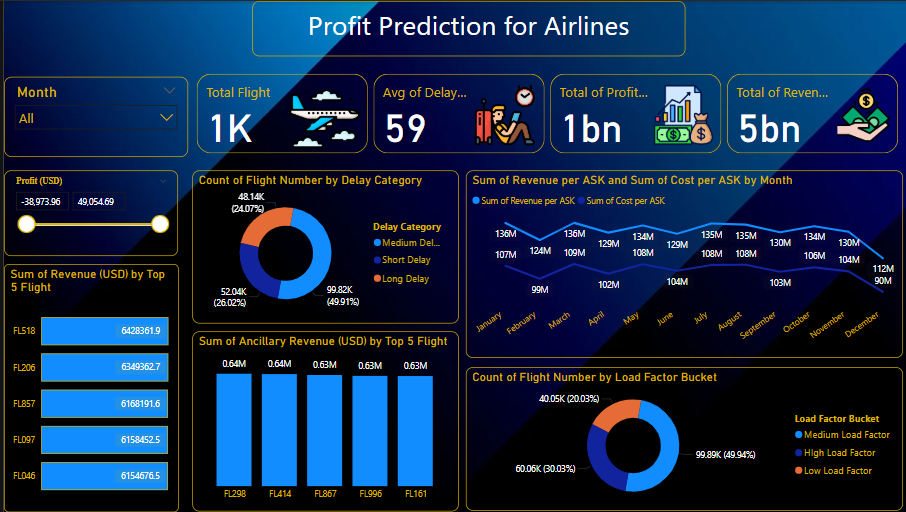 Profit Prediction for Airlines
Month
All
Total Flight
1K
Avg of Delay...
59
Total of Profit...
1bn
Total of Reven...
5bn
Profit (USD)
-38,973.96
49,054.69
Sum of Revenue (USD) by Top
5 Flight
FL518
6428361.9
FL206
6349362.7
FL857
6168191.6
FL097
6158452.5
FL046
6154676.5
Count of Flight Number by Delay Category
48.14K
(24.07%)
52.04K
(26.02%)
99.82K
(49.91%)
Delay Category
Medium Del...
Short Delay
Long Delay
Sum of Ancillary Revenue (USD) by Top 5 Flight
0.64M 0.64M 0.63M 0.63M 0.63M
FL298 FL414 FL867 FL996 FL161
Sum of Revenue per ASK and Sum of Cost per ASK by Month
Sum of Revenue per ASK Sum of Cost per ASK
136M 124M 136M 129M 134M 129M 135M 135M 130M 134M 130M 112M
107M 99M 109M 102M 108M 104M 108M 108M 103M 106M 104M 90M
January February March April May June July August September October November December
Count of Flight Number by Load Factor Bucket
40.05K (20.03%)
60.06K (30.03%)
99.89K (49.94%)
Load Factor Bucket
Medium Load Factor
HIgh Load Factor
Low Load Factor